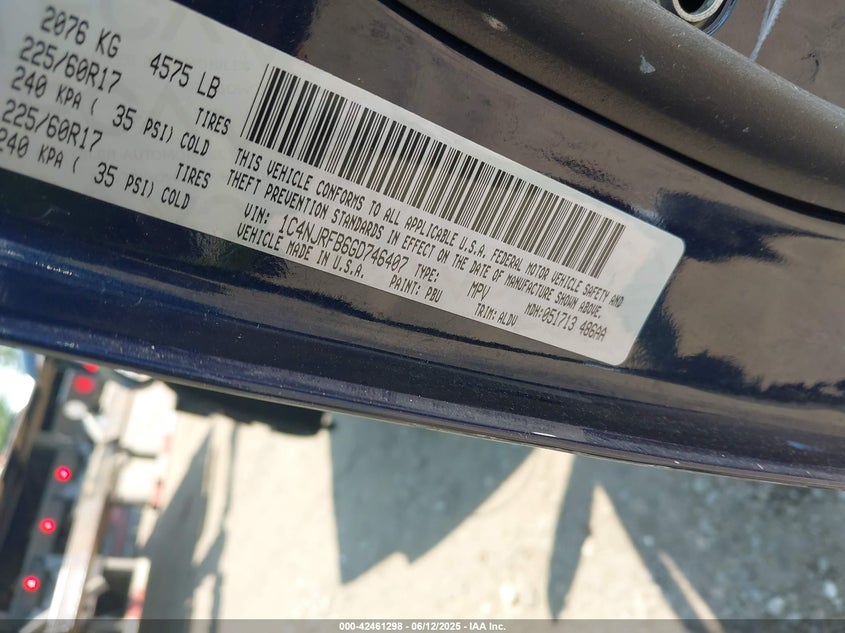 2076 KG 4575 LB
225/60R17 TIRES
240 KPA ( 35 PSI) COLD
225/60R17 TIRES
240 KPA ( 35 PSI) COLD
THIS VEHICLE CONFORMS TO ALL APPLICABLE U.S.A. FEDERAL MOTOR VEHICLE SAFETY AND
THEFT PREVENTION STANDARDS IN EFFECT ON THE DATE OF MANUFACTURE SHOWN ABOVE.
VIN: 1C4NJRFB6GD746407 TYPE: MPV MDH:051713 486AA
VEHICLE MADE IN U.S.A. PAINT: PBU TRIM: ALDV
000-42461298 - 06/12/2025 - IAA Inc.